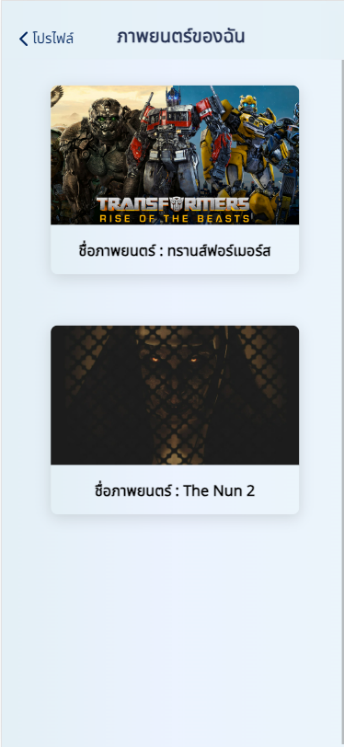 โปรไฟล์
ภาพยนตร์ของฉัน
TRANSFORMERS
RISE OF THE BEASTS
ชื่อภาพยนตร์ : ทรานส์ฟอร์เมอร์ส
ชื่อภาพยนตร์ : The Nun 2